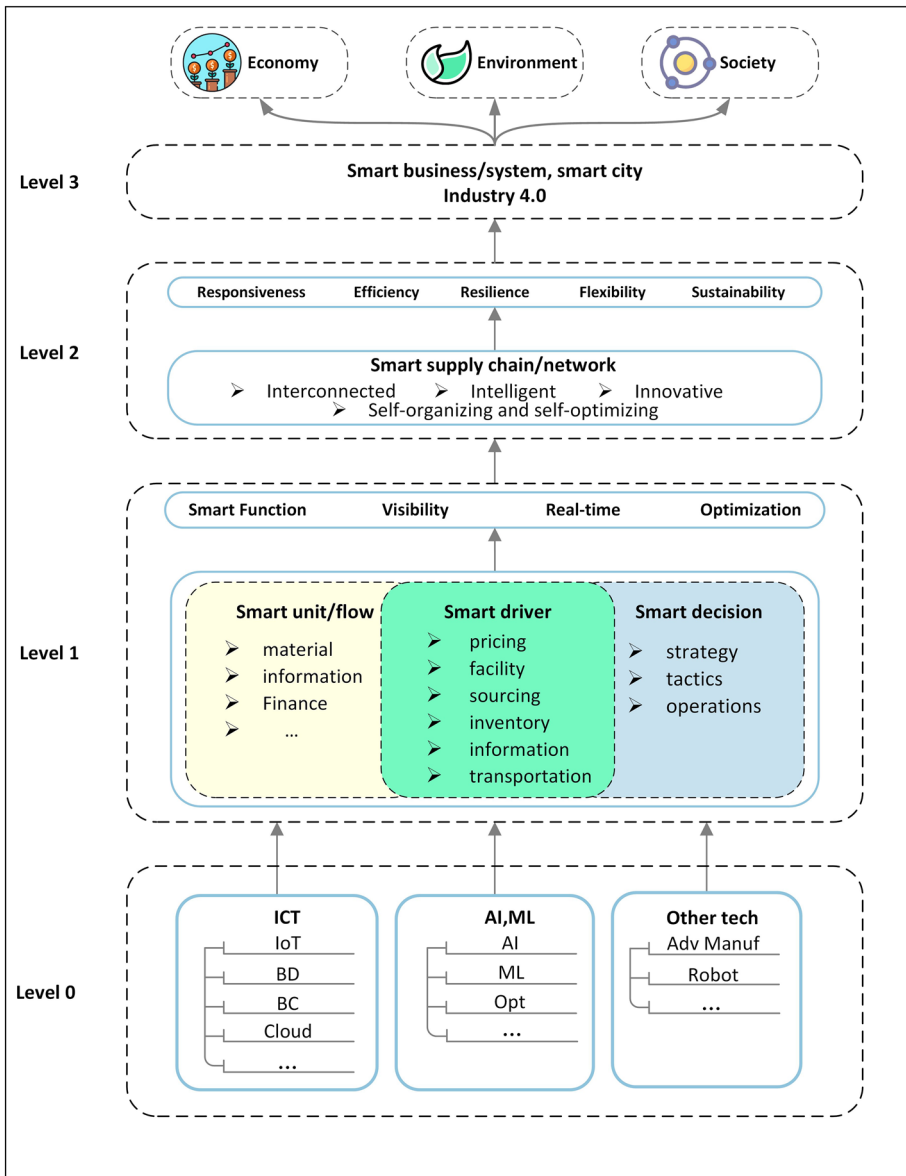 Economy
Environment
Society
Level 3
Smart business/system, smart city
Industry 4.0
Level 2
Responsiveness Efficiency Resilience Flexibility Sustainability
Smart supply chain/network
➢ Interconnected ➢ Intelligent ➢ Innovative
➢ Self-organizing and self-optimizing
Level 1
Smart Function Visibility Real-time Optimization
Smart unit/flow
➢ material
➢ information
➢ Finance
➢ ...
Smart driver
➢ pricing
➢ facility
➢ sourcing
➢ inventory
➢ information
➢ transportation
Smart decision
➢ strategy
➢ tactics
➢ operations
Level 0
ICT
IoT
BD
BC
Cloud
...
AI,ML
AI
ML
Opt
...
Other tech
Adv Manuf
Robot
...